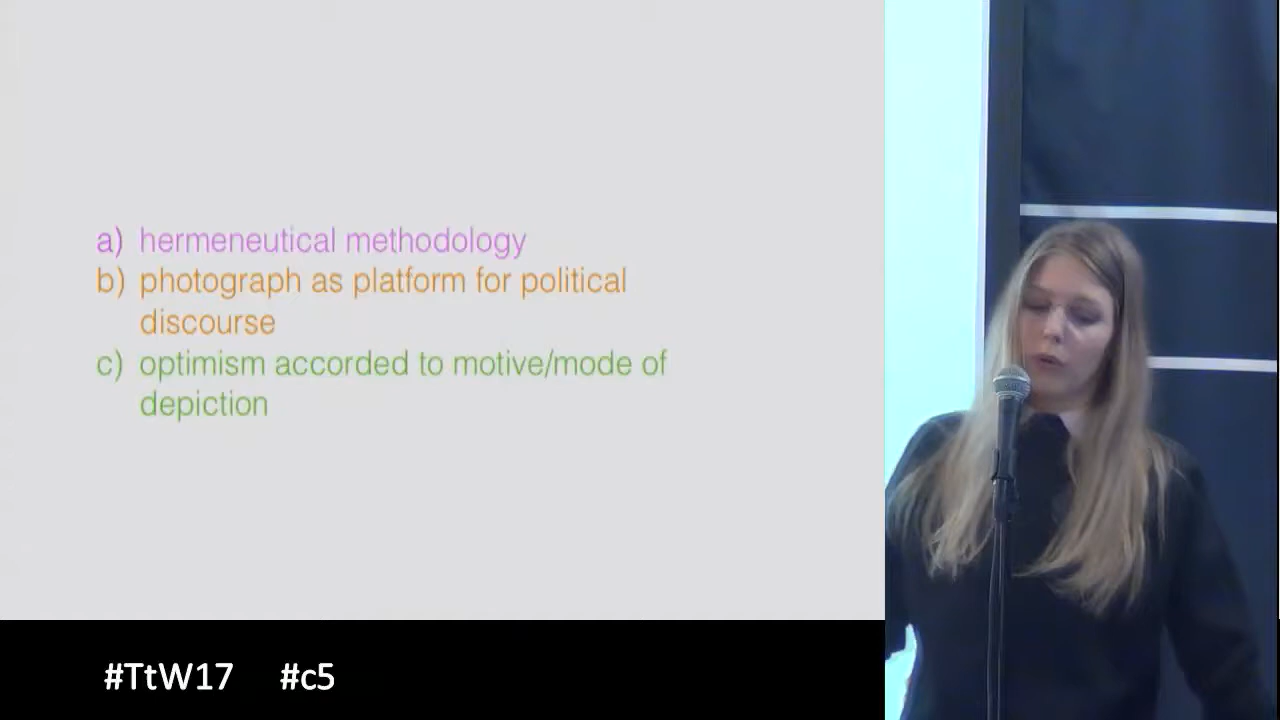 a) hermeneutical methodology
b) photograph as platform for political
discourse
c) optimism accorded to motive/mode of
depiction
#TtW17 #c5